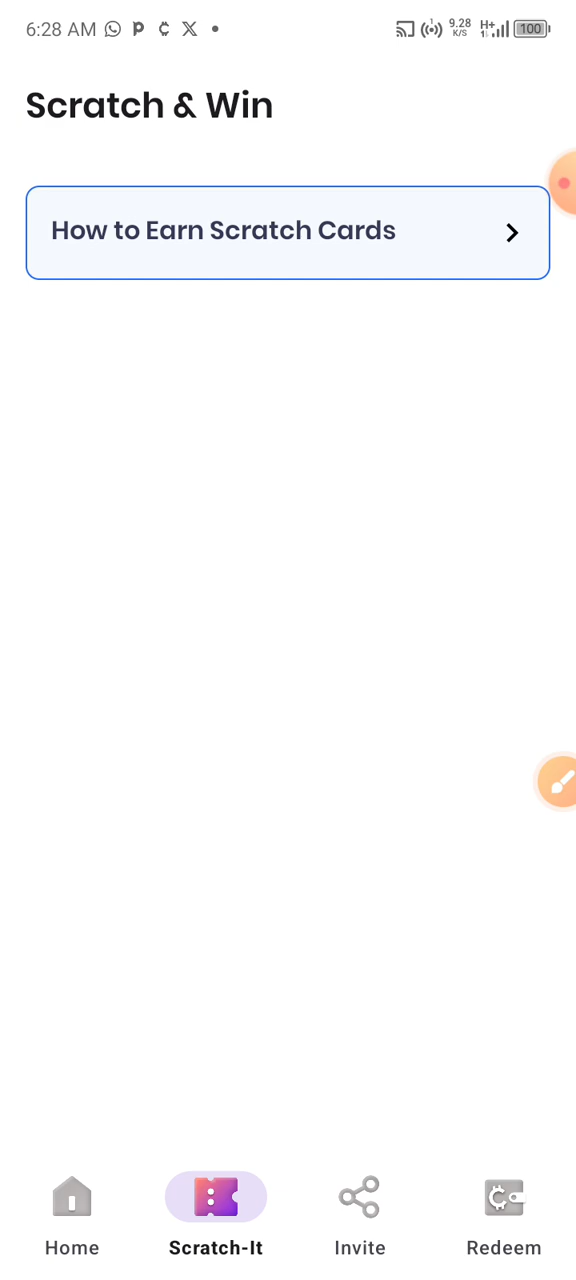 6:28 AM
9.28
K/S
H+
100
Scratch & Win
How to Earn Scratch Cards
Home
Scratch-It
Invite
Redeem